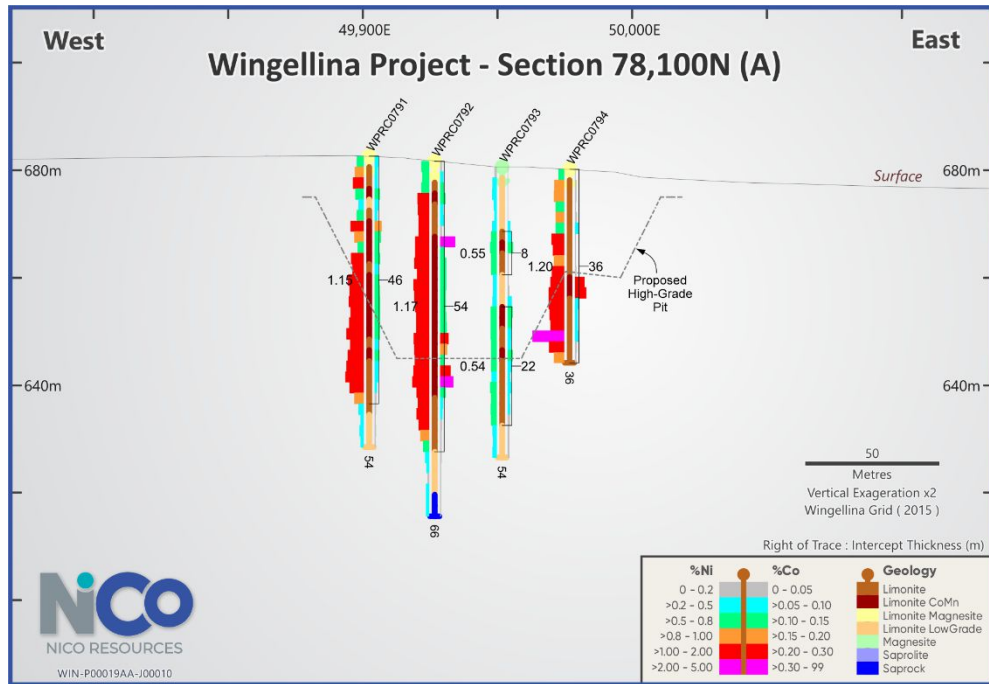 49,900E
50,000E
West
East
Wingellina Project - Section 78,100N (A)
WPRC0791
WPRC0792
WPRC0793
WPRC0794
680m
680m
Surface
0.55
8
1.20
36
1.15
46
1.17
54
Proposed
High-Grade
Pit
0.54
22
640m
640m
36
54
54
66
50
Metres
Vertical Exageration x2
Wingellina Grid ( 2015 )
Right of Trace : Intercept Thickness (m)
%Ni %Co Geology
0 - 0.2 0 - 0.05 Limonite
>0.2 - 0.5 >0.05 - 0.10 Limonite CoMn
>0.5 - 0.8 >0.10 - 0.15 Limonite Magnesite
>0.8 - 1.00 >0.15 - 0.20 Limonite LowGrade
>1.00 - 2.00 >0.20 - 0.30 Magnesite
>2.00 - 5.00 >0.30 - 99 Saprolite
Saprock
NiCo
NICO RESOURCES
WIN-P00019AA-J00010